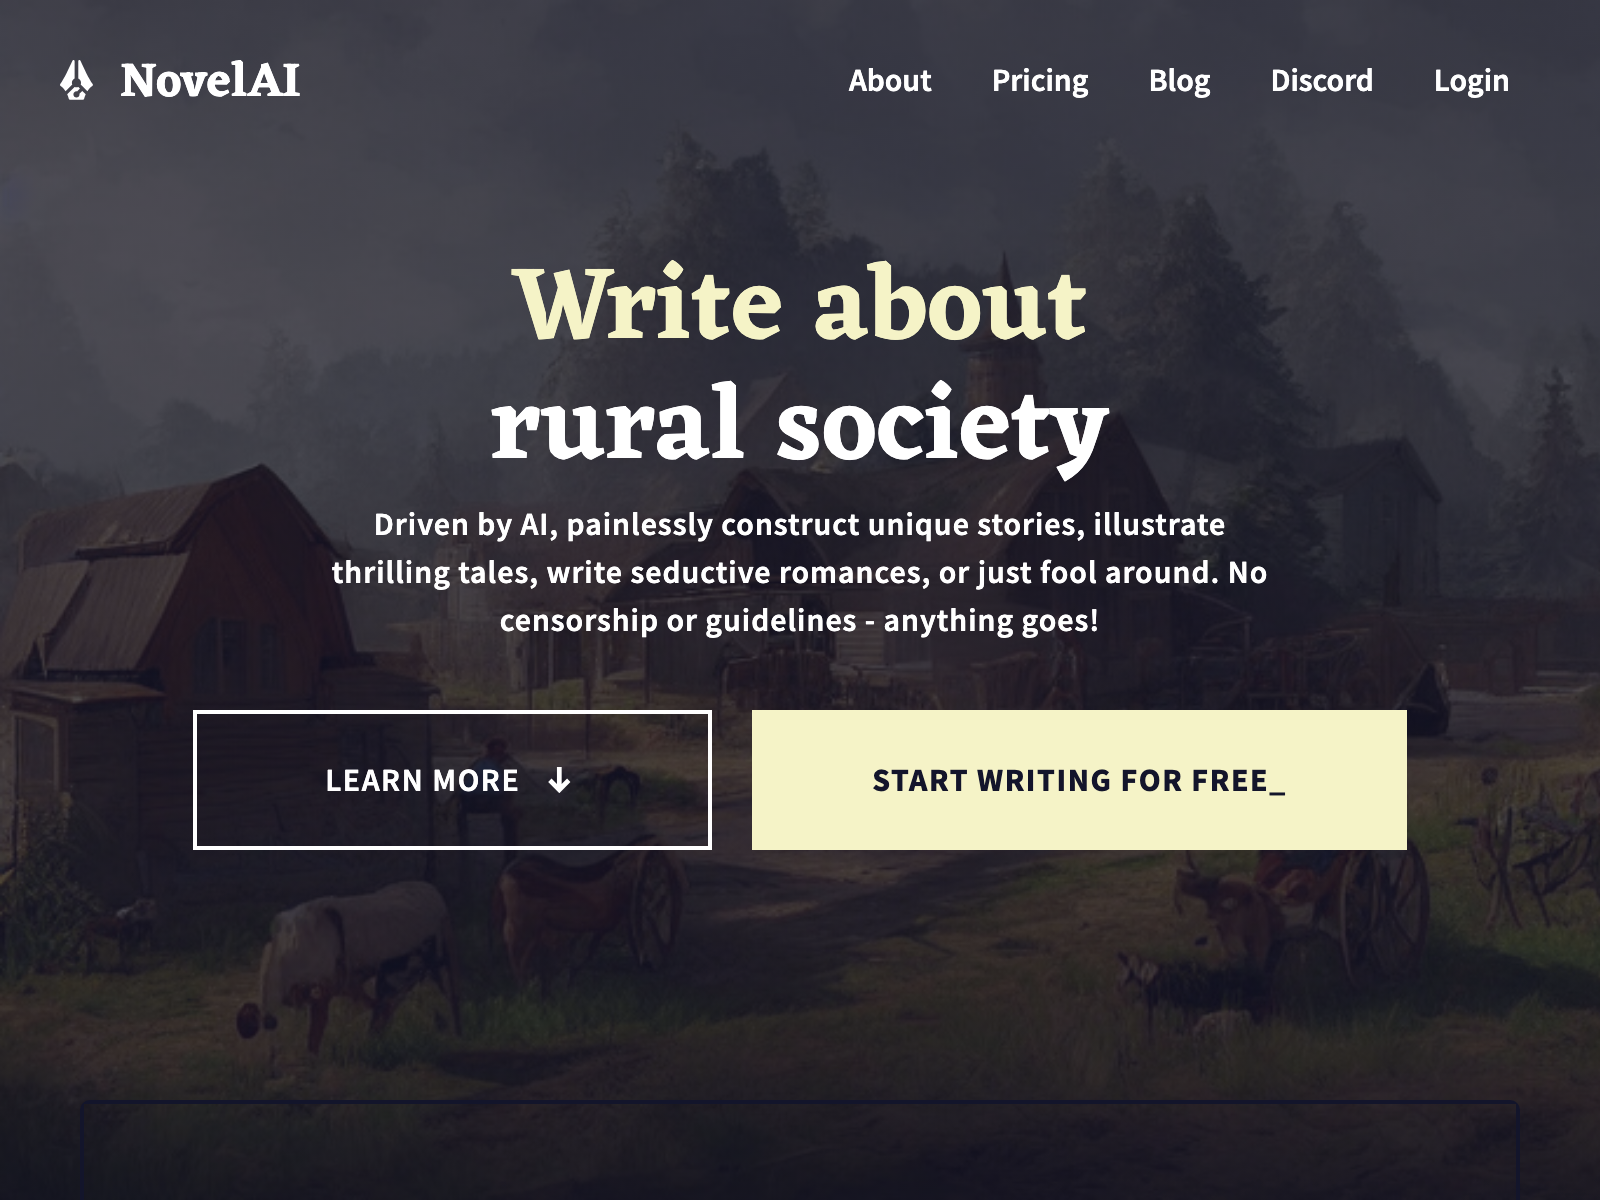 NovelAI
About
Pricing
Blog
Discord
Login
Write about
rural society
Driven by AI, painlessly construct unique stories, illustrate
thrilling tales, write seductive romances, or just fool around. No
censorship or guidelines - anything goes!
LEARN MORE ↓
START WRITING FOR FREE_